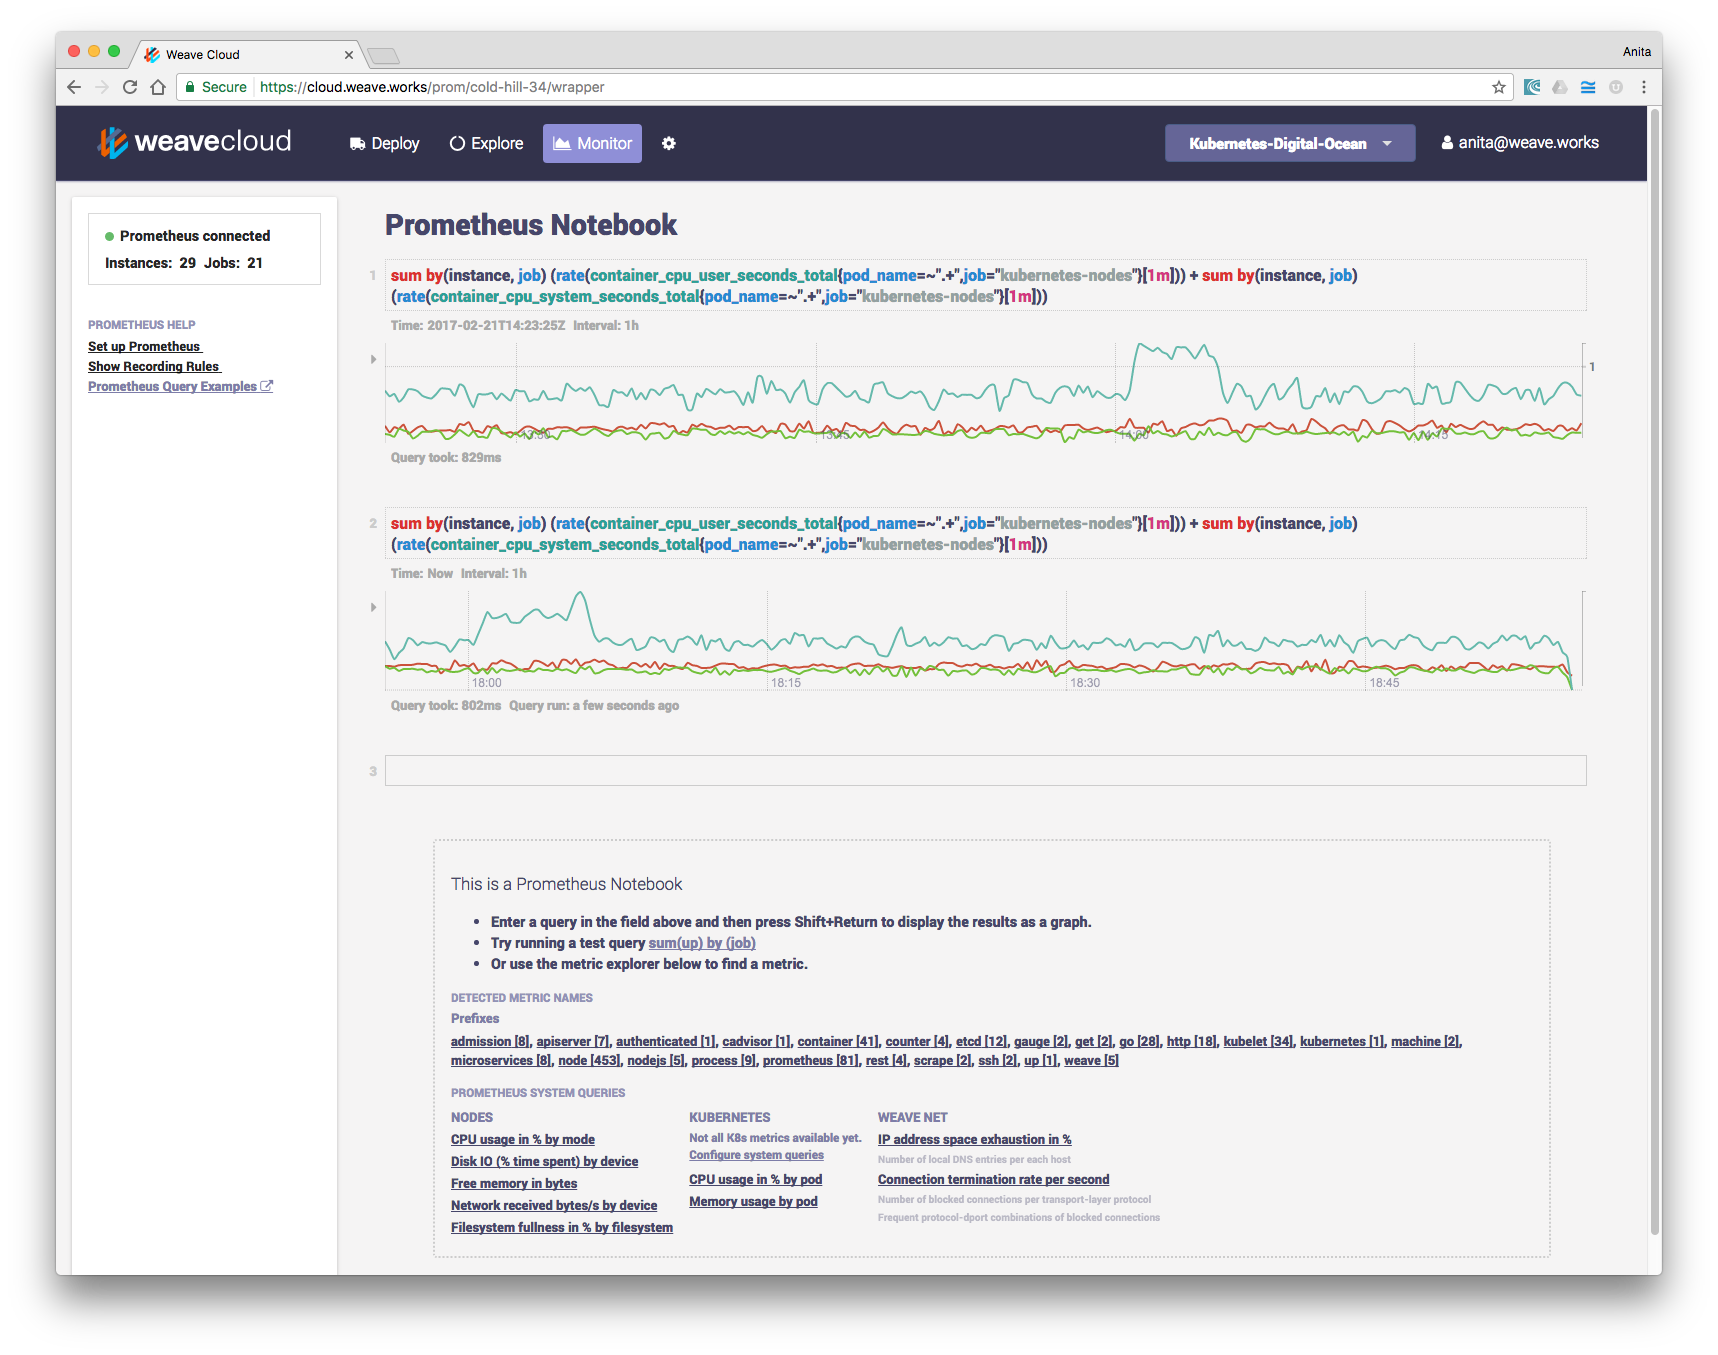 Weave Cloud
Anita
Secure https://cloud.weave.works/prom/cold-hill-34/wrapper
weavecloud Deploy Explore Monitor Kubernetes-Digital-Ocean anita@weave.works
Prometheus connected
Instances: 29 Jobs: 21
PROMETHEUS HELP
Set up Prometheus
Show Recording Rules
Prometheus Query Examples
Prometheus Notebook
1 sum by(instance, job) (rate(container_cpu_user_seconds_total{pod_name=~".+",job="kubernetes-nodes"}[1m])) + sum by(instance, job)
(rate(container_cpu_system_seconds_total{pod_name=~".+",job="kubernetes-nodes"}[1m]))
Time: 2017-02-21T14:23:25Z Interval: 1h
1
13:30 13:45 14:00 14:15
Query took: 829ms
2 sum by(instance, job) (rate(container_cpu_user_seconds_total{pod_name=~".+",job="kubernetes-nodes"}[1m])) + sum by(instance, job)
(rate(container_cpu_system_seconds_total{pod_name=~".+",job="kubernetes-nodes"}[1m]))
Time: Now Interval: 1h
18:00 18:15 18:30 18:45
Query took: 802ms Query run: a few seconds ago
3
This is a Prometheus Notebook
• Enter a query in the field above and then press Shift+Return to display the results as a graph.
• Try running a test query sum(up) by (job)
• Or use the metric explorer below to find a metric.
DETECTED METRIC NAMES
Prefixes
admission [8], apiserver [7], authenticated [1], cadvisor [1], container [41], counter [4], etcd [12], gauge [2], get [2], go [28], http [18], kubelet [34], kubernetes [1], machine [2],
microservices [8], node [453], nodejs [5], process [9], prometheus [81], rest [4], scrape [2], ssh [2], up [1], weave [5]
PROMETHEUS SYSTEM QUERIES
NODES
CPU usage in % by mode
Disk IO (% time spent) by device
Free memory in bytes
Network received bytes/s by device
Filesystem fullness in % by filesystem
KUBERNETES
Not all K8s metrics available yet.
Configure system queries
CPU usage in % by pod
Memory usage by pod
WEAVE NET
IP address space exhaustion in %
Number of local DNS entries per each host
Connection termination rate per second
Number of blocked connections per transport-layer protocol
Frequent protocol-dport combinations of blocked connections